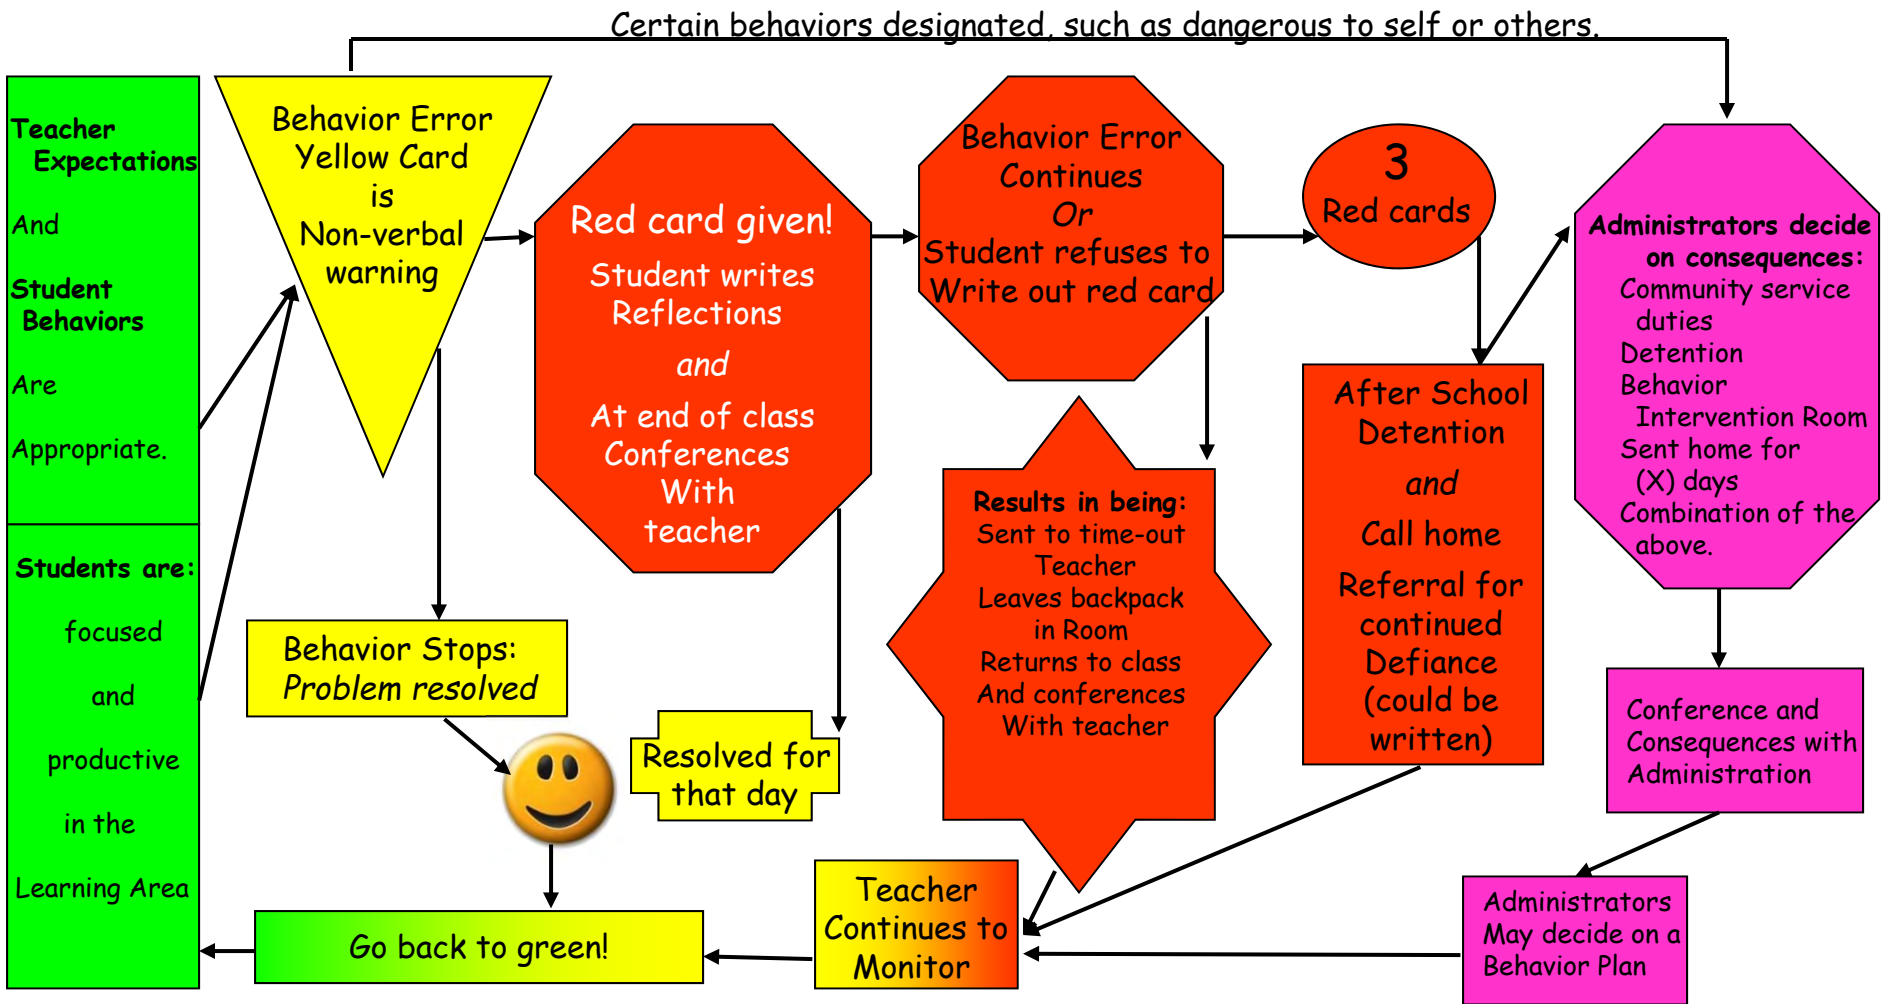 Certain behaviors designated, such as dangerous to self or others.
Teacher
Expectations
And
Student
Behaviors
Are
Appropriate.
Students are:
focused
and
productive
in the
Learning Area
Behavior Error
Yellow Card
is
Non-verbal
warning
Behavior Stops:
Problem resolved
Red card given!
Student writes
Reflections
and
At end of class
Conferences
With
teacher
Resolved for
that day
Behavior Error
Continues
Or
Student refuses to
Write out red card
Results in being:
Sent to time-out
Teacher
Leaves backpack
in Room
Returns to class
And conferences
With teacher
3
Red cards
After School
Detention
and
Call home
Referral for
continued
Defiance
(could be
written)
Administrators decide
on consequences:
Community service
duties
Detention
Behavior
Intervention Room
Sent home for
(X) days
Combination of the
above.
Conference and
Consequences with
Administration
Administrators
May decide on a
Behavior Plan
Teacher
Continues to
Monitor
Go back to green!